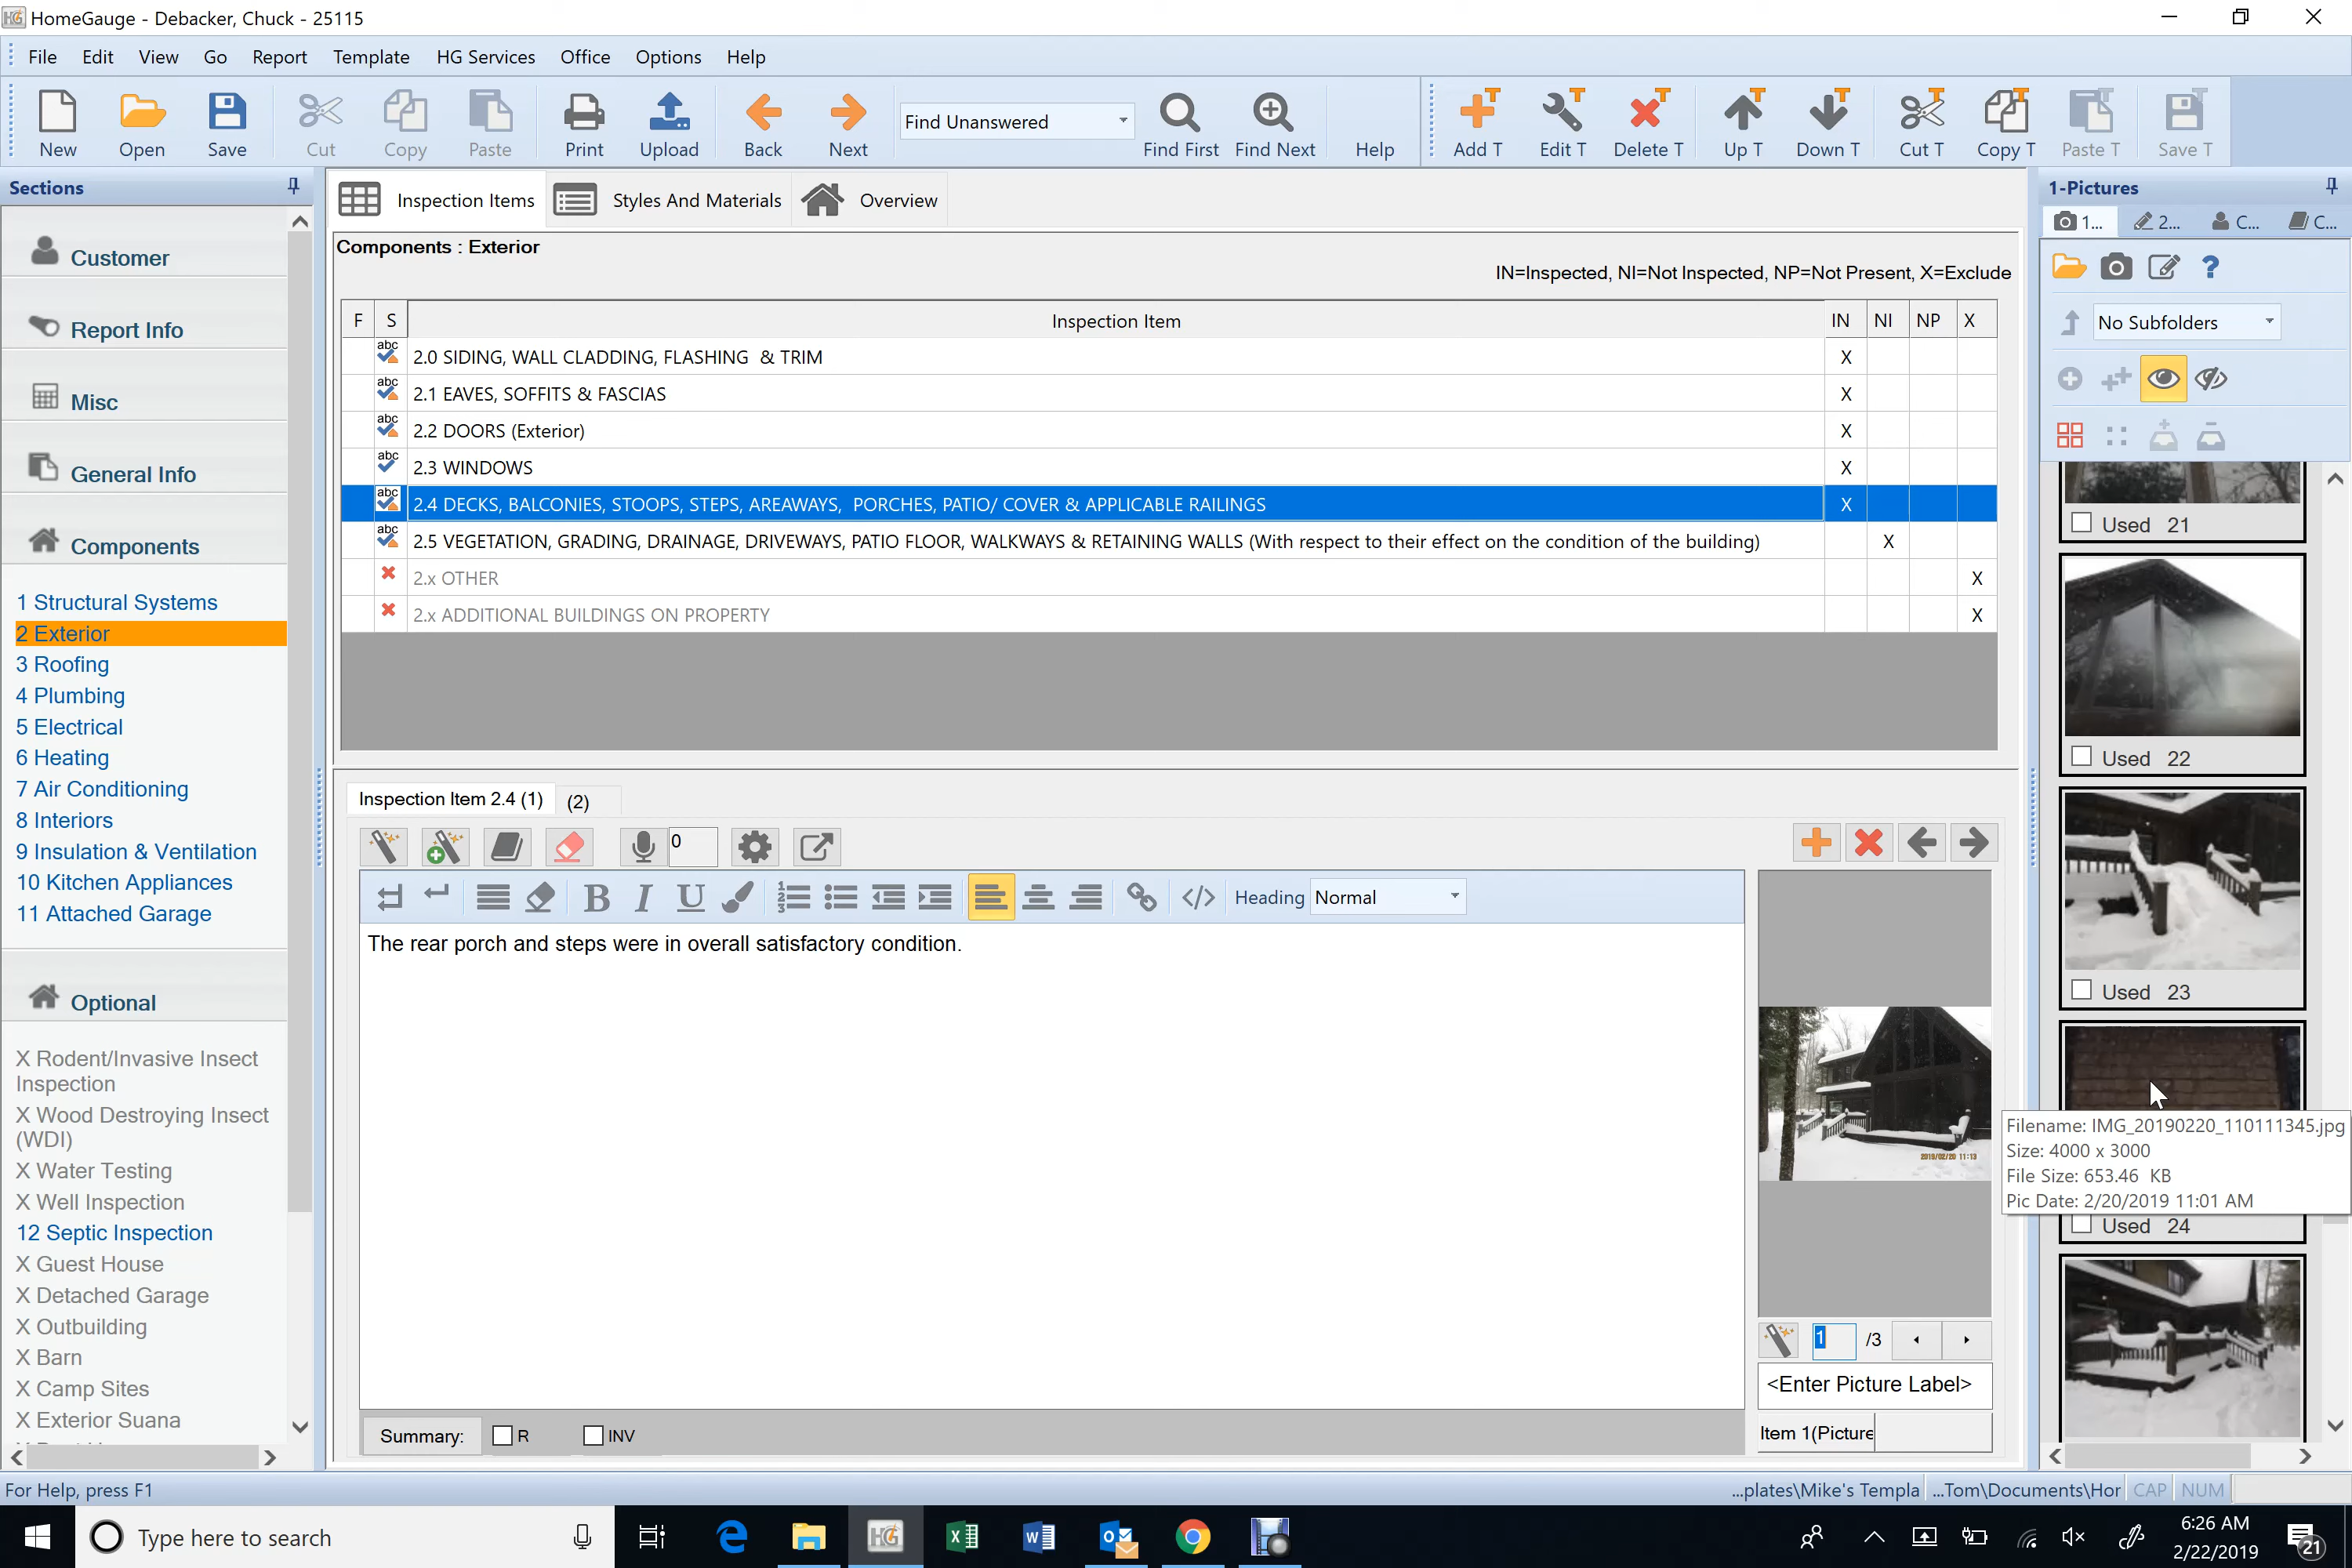 HomeGauge - Debacker, Chuck - 25115
File Edit View Go Report Template HG Services Office Options Help
New Open Save Cut Copy Paste Print Upload Back Next Find Unanswered Find First Find Next Help Add T Edit T Delete T Up T Down T Cut T Copy T Paste T Save T
Sections
Customer
Report Info
Misc
General Info
Components
1 Structural Systems
2 Exterior
3 Roofing
4 Plumbing
5 Electrical
6 Heating
7 Air Conditioning
8 Interiors
9 Insulation & Ventilation
10 Kitchen Appliances
11 Attached Garage
Optional
X Rodent/Invasive Insect
Inspection
X Wood Destroying Insect
(WDI)
X Water Testing
X Well Inspection
12 Septic Inspection
X Guest House
X Detached Garage
X Outbuilding
X Barn
X Camp Sites
X Exterior Suana
Inspection Items Styles And Materials Overview
Components : Exterior
IN=Inspected, NI=Not Inspected, NP=Not Present, X=Exclude
F S Inspection Item IN NI NP X
abc 2.0 SIDING, WALL CLADDING, FLASHING & TRIM X
abc 2.1 EAVES, SOFFITS & FASCIAS X
abc 2.2 DOORS (Exterior) X
abc 2.3 WINDOWS X
abc 2.4 DECKS, BALCONIES, STOOPS, STEPS, AREAWAYS, PORCHES, PATIO/ COVER & APPLICABLE RAILINGS X
abc 2.5 VEGETATION, GRADING, DRAINAGE, DRIVEWAYS, PATIO FLOOR, WALKWAYS & RETAINING WALLS (With respect to their effect on the condition of the building) X
2.x OTHER X
2.x ADDITIONAL BUILDINGS ON PROPERTY X
Inspection Item 2.4 (1) (2)
0
B I U Heading Normal
The rear porch and steps were in overall satisfactory condition.
2019/02/20 11:13
1 /3
<Enter Picture Label>
Item 1(Picture
Summary: R INV
1-Pictures
1... 2... C... C...
No Subfolders
Used 21
Used 22
Used 23
Filename: IMG_20190220_110111345.jpg
Size: 4000 x 3000
File Size: 653.46 KB
Pic Date: 2/20/2019 11:01 AM
Used 24
For Help, press F1
...plates\Mike's Templa ...Tom\Documents\Hor CAP NUM
Type here to search
6:26 AM
2/22/2019
21